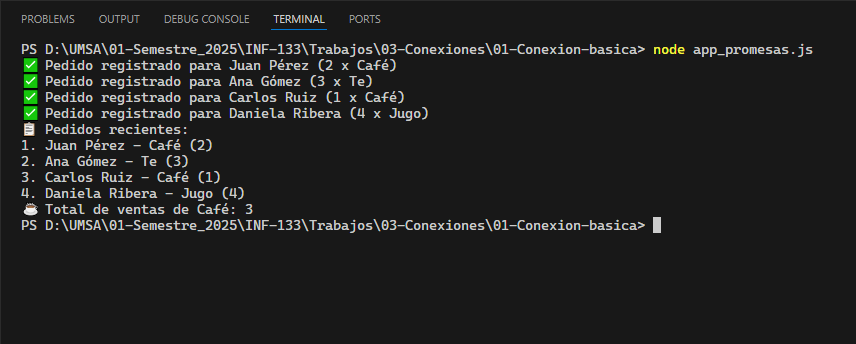 PROBLEMS OUTPUT DEBUG CONSOLE TERMINAL PORTS
PS D:\UMSA\01-Semestre_2025\INF-133\Trabajos\03-Conexiones\01-Conexion-basica> node app_promesas.js
✅ Pedido registrado para Juan Pérez (2 x Café)
✅ Pedido registrado para Ana Gómez (3 x Te)
✅ Pedido registrado para Carlos Ruiz (1 x Café)
✅ Pedido registrado para Daniela Ribera (4 x Jugo)
📋 Pedidos recientes:
1. Juan Pérez – Café (2)
2. Ana Gómez – Te (3)
3. Carlos Ruiz – Café (1)
4. Daniela Ribera – Jugo (4)
☕ Total de ventas de Café: 3
PS D:\UMSA\01-Semestre_2025\INF-133\Trabajos\03-Conexiones\01-Conexion-basica>